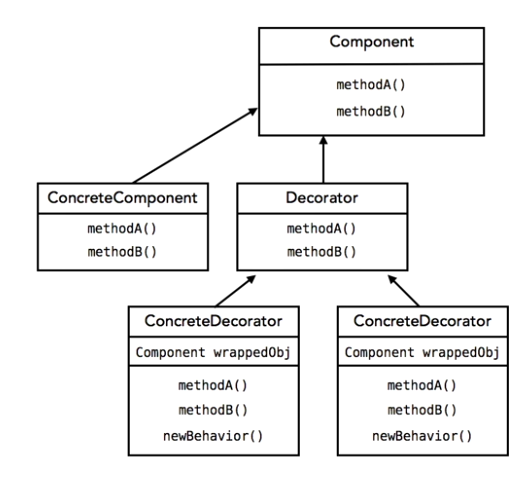 Component
methodA()
methodB()
ConcreteComponent
methodA()
methodB()
Decorator
methodA()
methodB()
ConcreteDecorator
Component wrappedObj
methodA()
methodB()
newBehavior()
ConcreteDecorator
Component wrappedObj
methodA()
methodB()
newBehavior()